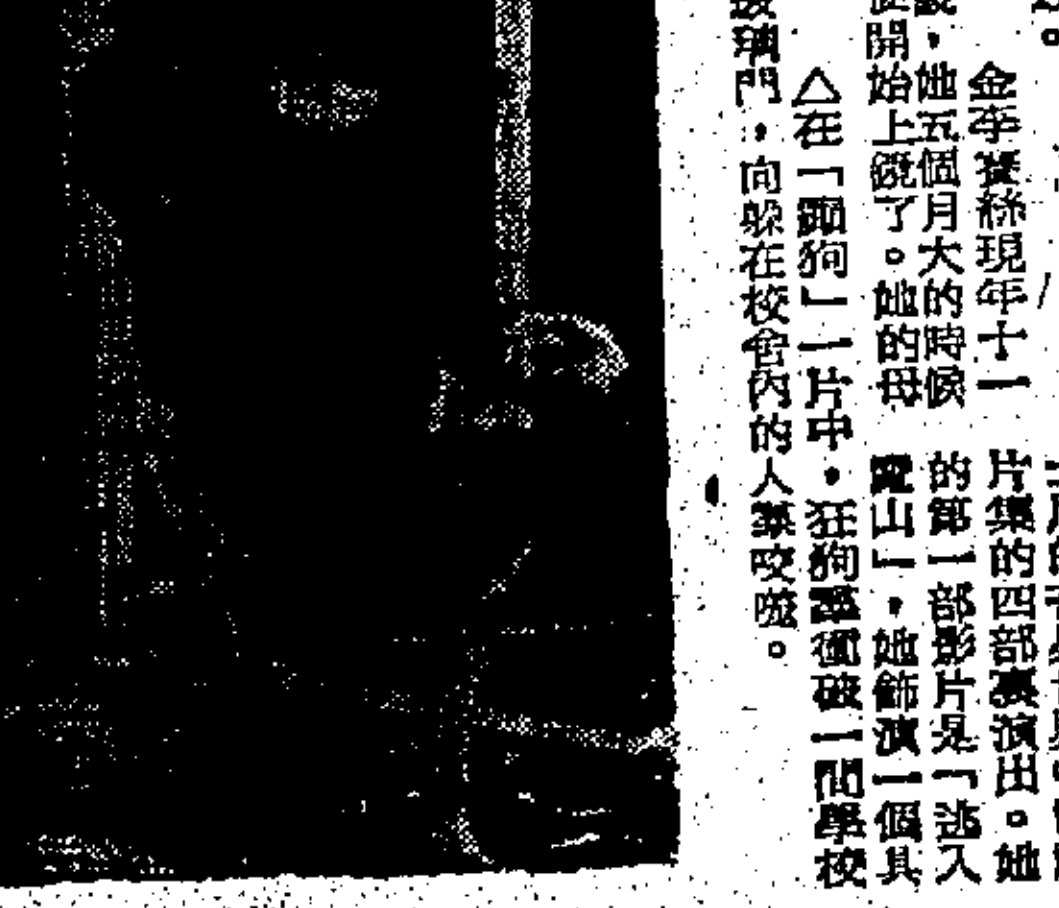 金李絲現年十一
，她五個月大的時候
開始上鏡了。她的母
片集的四部裏演出。她
的第一部影片是「逃入
山」，她飾演一個具
△在「狗」一片中，狂狗羣衝破一間學校
玻璃門，向躲在校舍內的人羣咬噬。